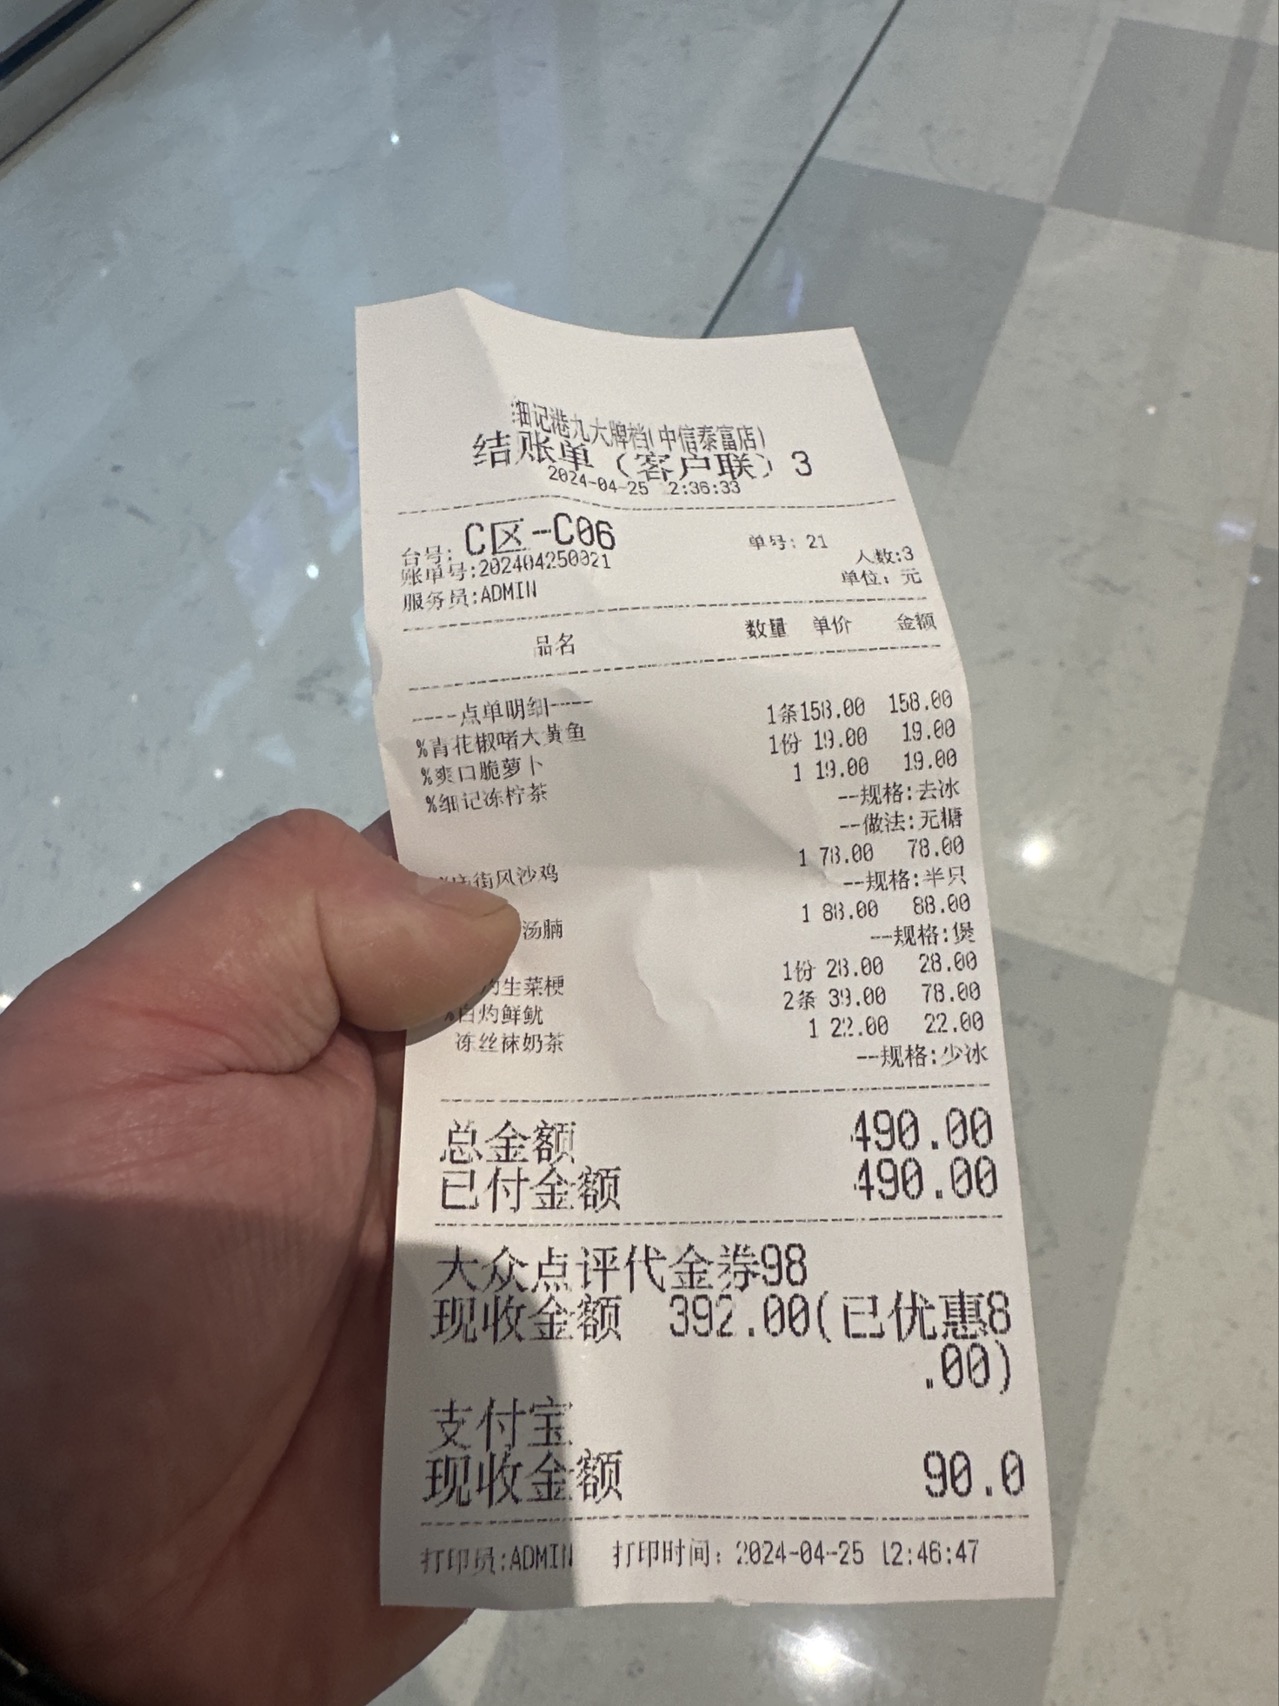 细记港九大牌档(中信泰富店)
结账单（客户联）3
2024-04-25 2:36:33
台号: C区-C06 单号: 21
账单号:202404250021 人数:3
服务员:ADMIN 单位: 元
品名 数量 单价 金额
----点单明细----
%青花椒啫大黄鱼 1条158.00 158.00
%爽口脆萝卜 1份 19.00 19.00
%细记冻柠茶 1 19.00 19.00
--规格:去冰
--做法:无糖
街风沙鸡 1 78.00 78.00
--规格:半只
汤腩 1 88.00 88.00
--规格:煲
生菜梗 1份 28.00 28.00
%白灼鲜鱿 2条 39.00 78.00
冻丝袜奶茶 1 22.00 22.00
--规格:少冰
总金额 490.00
已付金额 490.00
大众点评代金券98
现收金额 392.00(已优惠8
.00)
支付宝
现收金额 90.0
打印员:ADMIN 打印时间: 2024-04-25 12:46:47